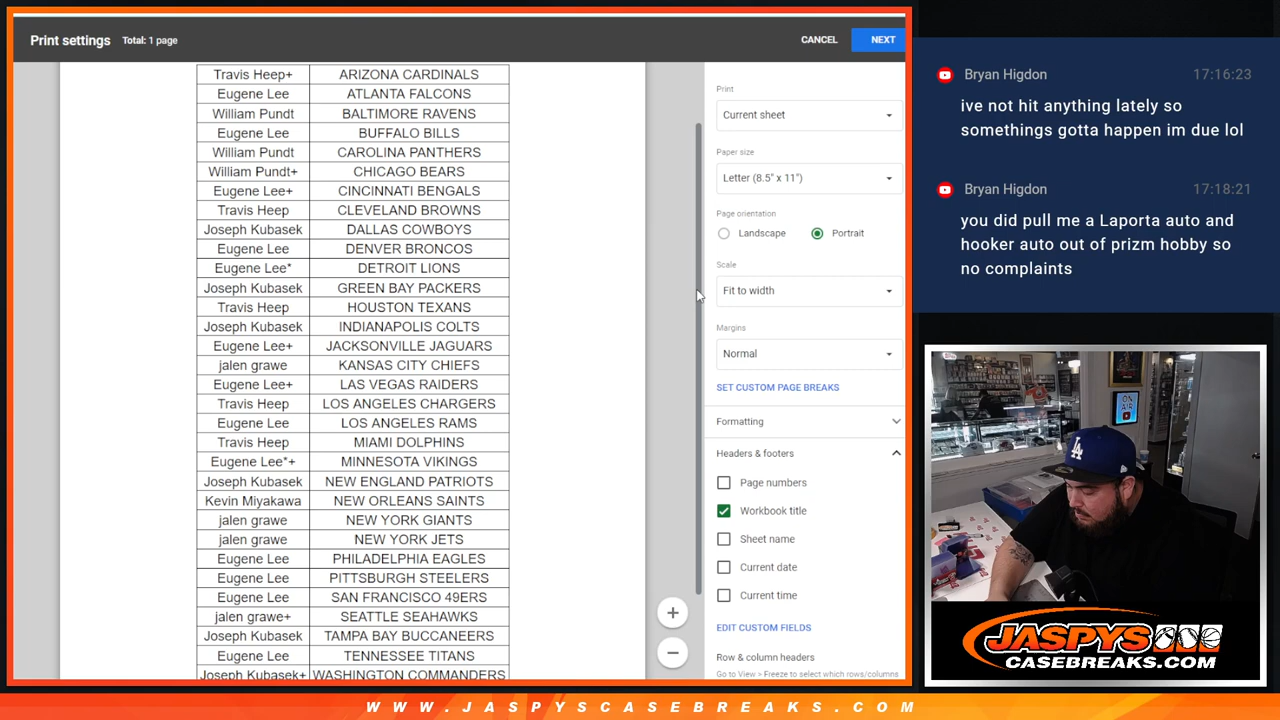 Print settings Total: 1 page CANCEL NEXT
Travis Heep+ ARIZONA CARDINALS
Eugene Lee ATLANTA FALCONS
William Pundt BALTIMORE RAVENS
Eugene Lee BUFFALO BILLS
William Pundt CAROLINA PANTHERS
William Pundt+ CHICAGO BEARS
Eugene Lee+ CINCINNATI BENGALS
Travis Heep CLEVELAND BROWNS
Joseph Kubasek DALLAS COWBOYS
Eugene Lee DENVER BRONCOS
Eugene Lee* DETROIT LIONS
Joseph Kubasek GREEN BAY PACKERS
Travis Heep HOUSTON TEXANS
Joseph Kubasek INDIANAPOLIS COLTS
Eugene Lee+ JACKSONVILLE JAGUARS
jalen grawe KANSAS CITY CHIEFS
Eugene Lee+ LAS VEGAS RAIDERS
Travis Heep LOS ANGELES CHARGERS
Eugene Lee LOS ANGELES RAMS
Travis Heep MIAMI DOLPHINS
Eugene Lee*+ MINNESOTA VIKINGS
Joseph Kubasek NEW ENGLAND PATRIOTS
Kevin Miyakawa NEW ORLEANS SAINTS
jalen grawe NEW YORK GIANTS
jalen grawe NEW YORK JETS
Eugene Lee PHILADELPHIA EAGLES
Eugene Lee PITTSBURGH STEELERS
Eugene Lee SAN FRANCISCO 49ERS
jalen grawe+ SEATTLE SEAHAWKS
Joseph Kubasek TAMPA BAY BUCCANEERS
Eugene Lee TENNESSEE TITANS
Joseph Kubasek+ WASHINGTON COMMANDERS
Print
Current sheet
Paper size
Letter (8.5" x 11")
Page orientation
Landscape Portrait
Scale
Fit to width
Margins
Normal
SET CUSTOM PAGE BREAKS
Formatting
Headers & footers
Page numbers
Workbook title
Sheet name
Current date
Current time
EDIT CUSTOM FIELDS
Row & column headers
Go to View > Freeze to select which rows/columns
Bryan Higdon 17:16:23
ive not hit anything lately so
somethings gotta happen im due lol
Bryan Higdon 17:18:21
you did pull me a Laporta auto and
hooker auto out of prizm hobby so
no complaints
ON
AIR
LA
JASPYS
CASEBREAKS.COM
WWW.JASPYSCASEBREAKS.COM